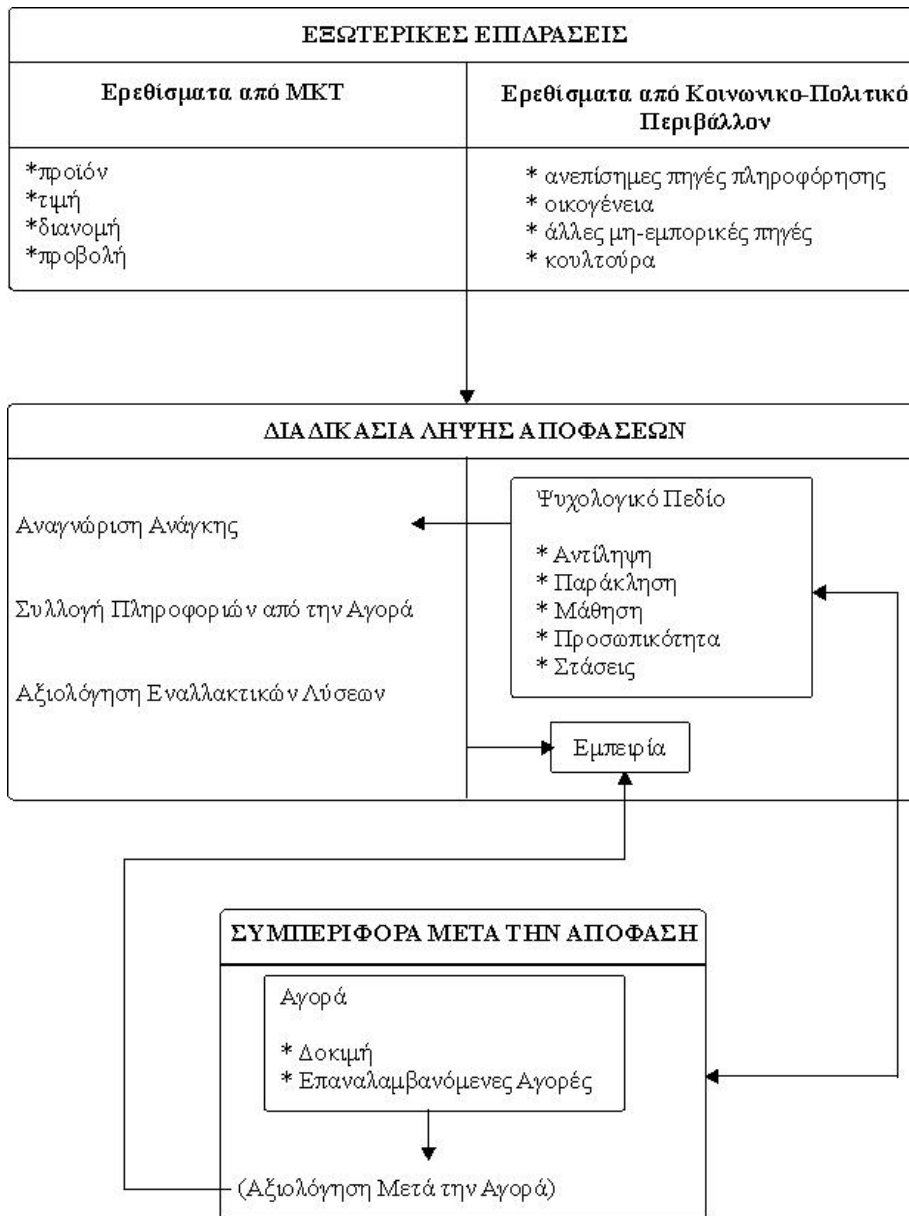 ΕΞΩΤΕΡΙΚΕΣ ΕΠΙΔΡΑΣΕΙΣ
Ερεθίσματα από ΜΚΤ
Ερεθίσματα από Κοινωνικο-Πολιτικό
Περιβάλλον
*προϊόν
*τιμή
*διανομή
*προβολή
* ανεπίσημες πηγές πληροφόρησης
* οικογένεια
* άλλες μη-εμπορικές πηγές
* κουλτούρα
ΔΙΑΔΙΚΑΣΙΑ ΛΗΨΗΣ ΑΠΟΦΑΣΕΩΝ
Αναγνώριση Ανάγκης
Συλλογή Πληροφοριών από την Αγορά
Αξιολόγηση Εναλλακτικών Λύσεων
Ψυχολογικό Πεδίο
* Αντίληψη
* Παράκληση
* Μάθηση
* Προσωπικότητα
* Στάσεις
Εμπειρία
ΣΥΜΠΕΡΙΦΟΡΑ ΜΕΤΑ ΤΗΝ ΑΠΟΦΑΣΗ
Αγορά
* Δοκιμή
* Επαναλαμβανόμενες Αγορές
(Αξιολόγηση Μετά την Αγορά)